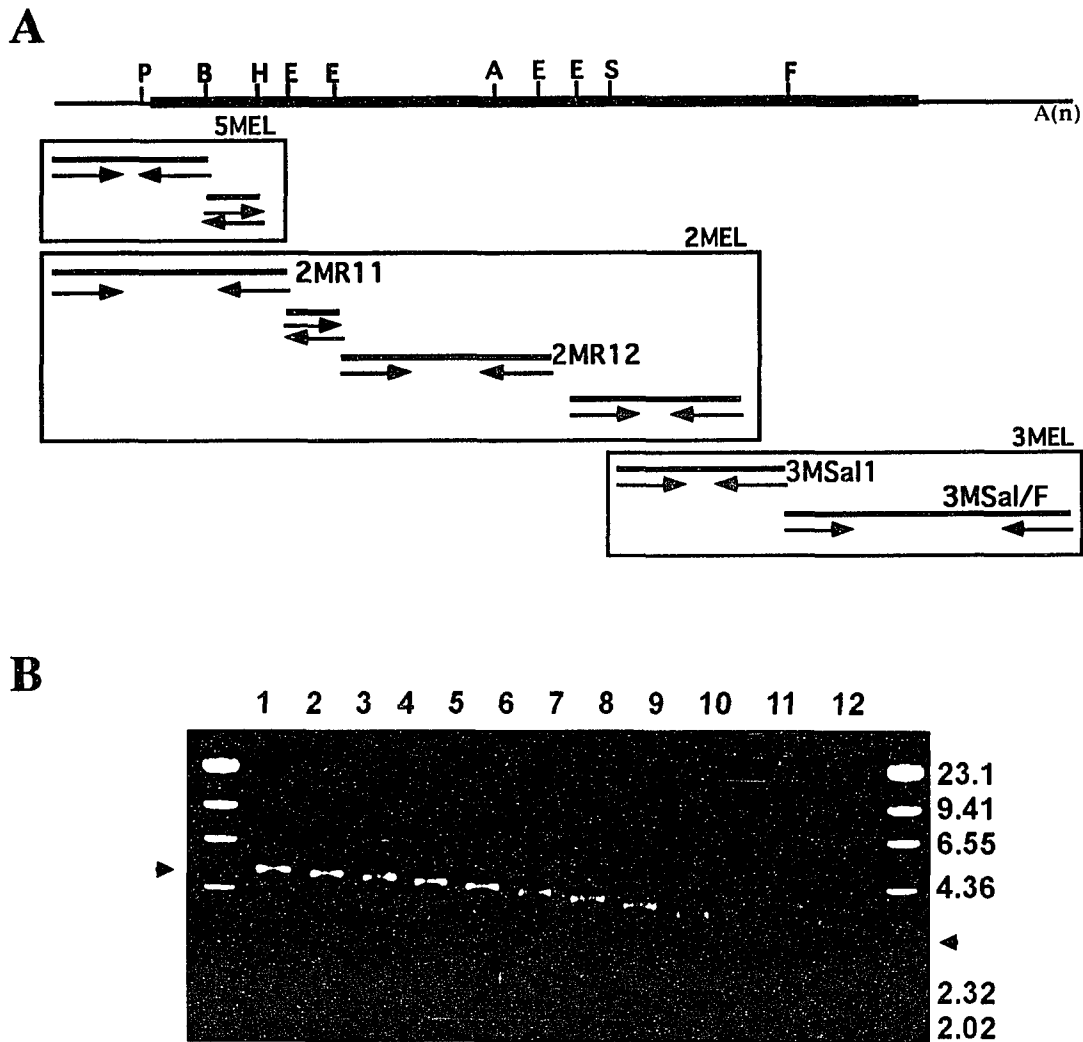 A
P B H E E A E E S F
A(n)
5MEL
2MEL
2MR11
2MR12
3MEL
3MSal1
3MSal/F
B
1 2 3 4 5 6 7 8 9 10 11 12
23.1
9.41
6.55
4.36
2.32
2.02